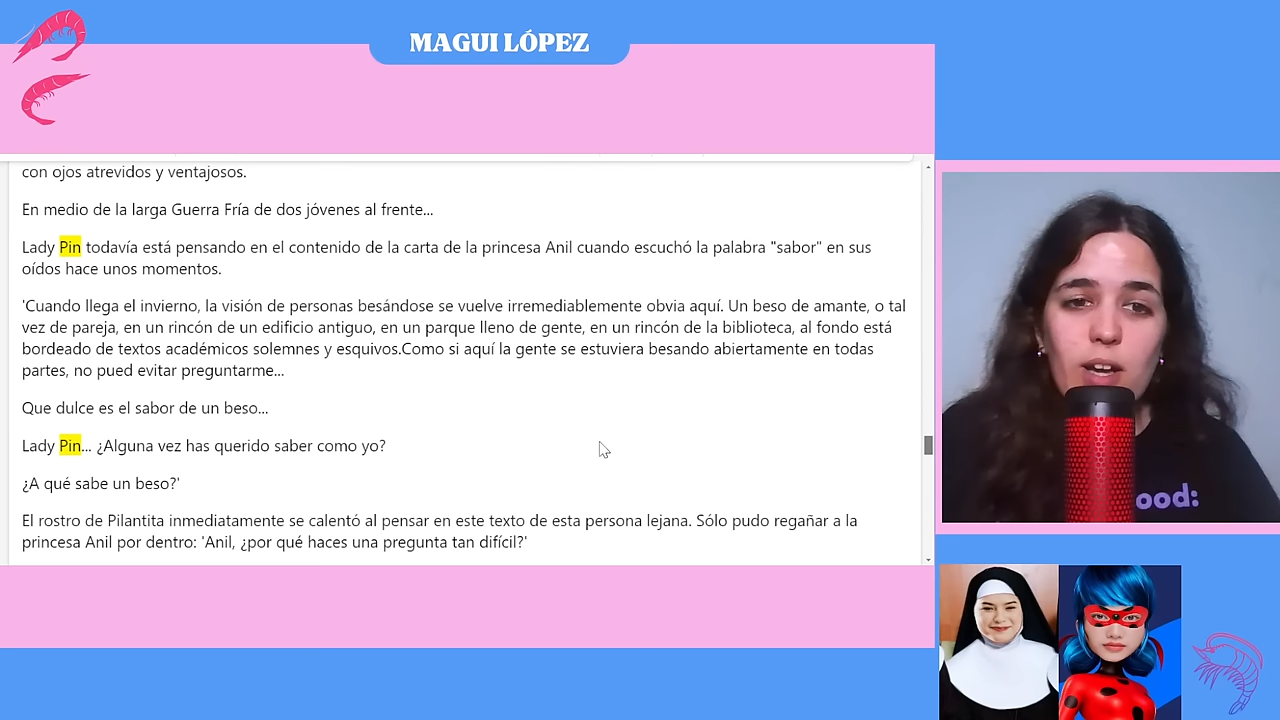 MAGUI LÓPEZ
con ojos atrevidos y ventajosos.
En medio de la larga Guerra Fría de dos jóvenes al frente...
Lady Pin todavía está pensando en el contenido de la carta de la princesa Anil cuando escuchó la palabra "sabor" en sus
oídos hace unos momentos.
'Cuando llega el invierno, la visión de personas besándose se vuelve irremediablemente obvia aquí. Un beso de amante, o tal
vez de pareja, en un rincón de un edificio antiguo, en un parque lleno de gente, en un rincón de la biblioteca, al fondo está
bordeado de textos académicos solemnes y esquivos.Como si aquí la gente se estuviera besando abiertamente en todas
partes, no pued evitar preguntarme...
Que dulce es el sabor de un beso...
Lady Pin... ¿Alguna vez has querido saber como yo?
¿A qué sabe un beso?'
El rostro de Pilantita inmediatamente se calentó al pensar en este texto de esta persona lejana. Sólo pudo regañar a la
princesa Anil por dentro: 'Anil, ¿por qué haces una pregunta tan difícil?'
ood: